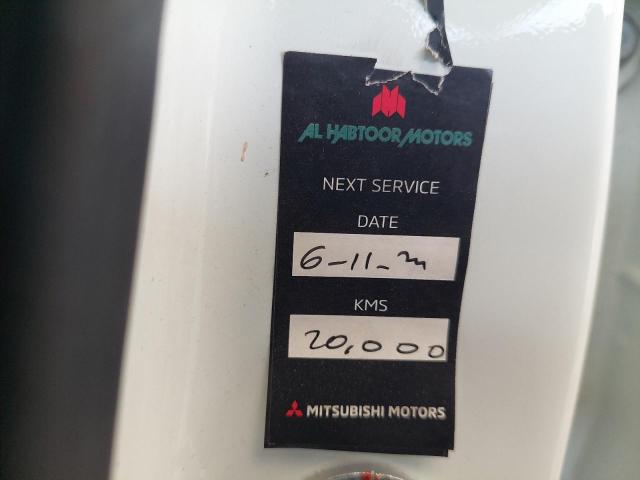 AL HABTOOR MOTORS
NEXT SERVICE
DATE
6-11-
KMS
20,000
MITSUBISHI MOTORS